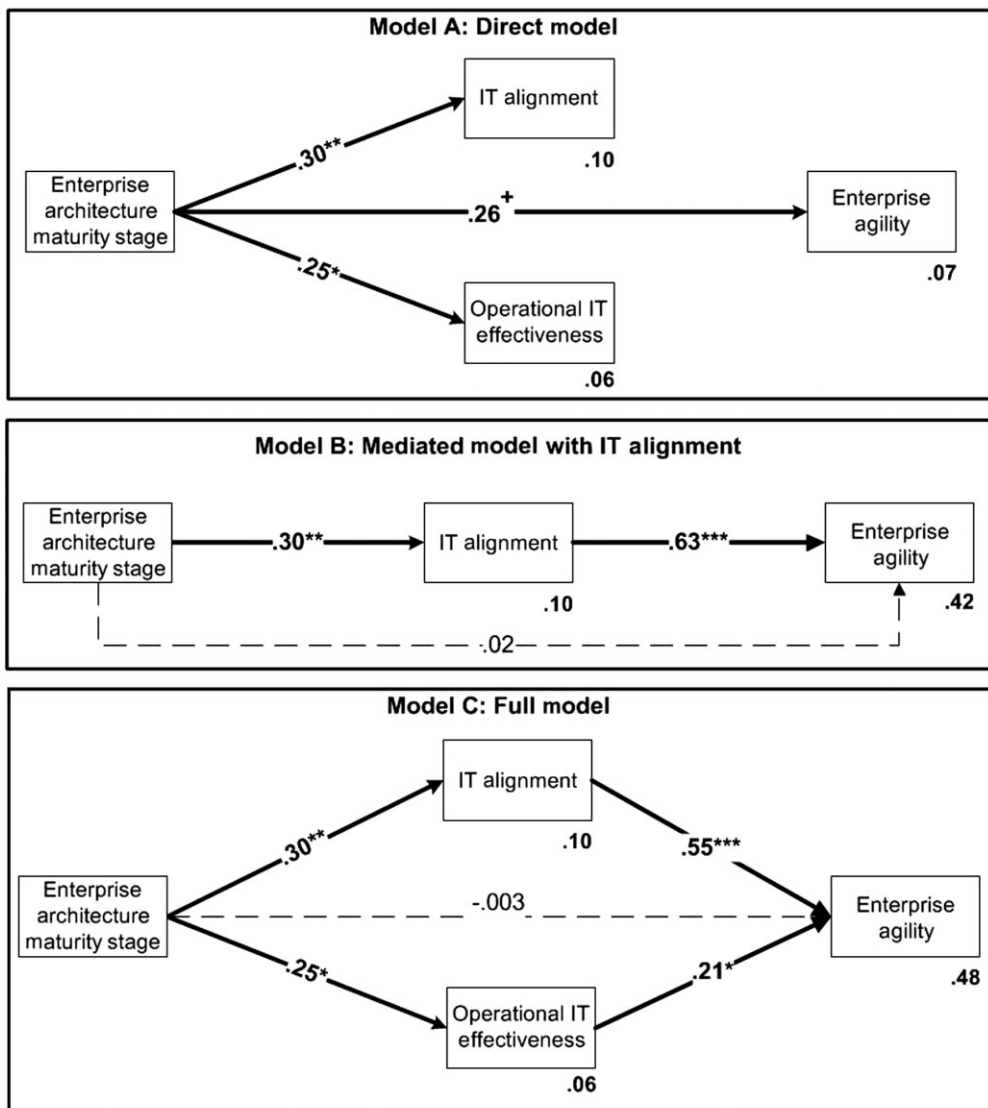 Model A: Direct model
IT alignment
.30**
.10
Enterprise
architecture
maturity stage
.26+
Enterprise
agility
.07
.25*
Operational IT
effectiveness
.06
Model B: Mediated model with IT alignment
Enterprise
architecture
maturity stage
.30**
IT alignment
.63***
Enterprise
agility
.10
.42
.02
Model C: Full model
IT alignment
.30**
.10
.55***
Enterprise
architecture
maturity stage
-.003
Enterprise
agility
.48
.25*
.21*
Operational IT
effectiveness
.06